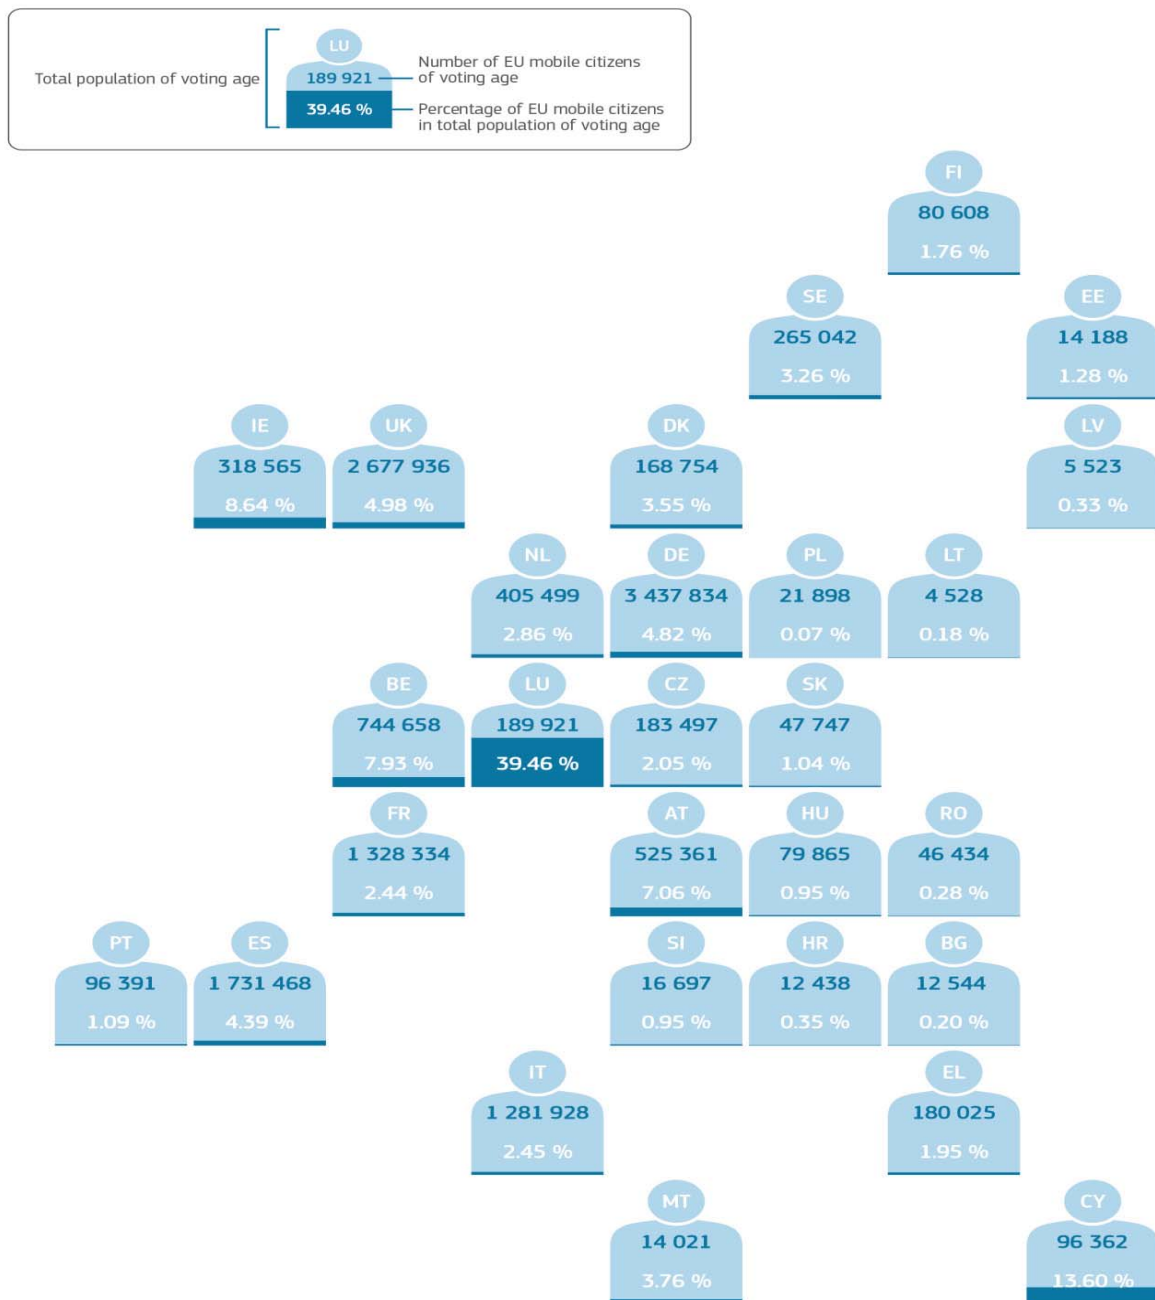 LU
Total population of voting age
189 921
Number of EU mobile citizens
of voting age
39.46 %
Percentage of EU mobile citizens
in total population of voting age
FI
80 608
1.76 %
SE
265 042
3.26 %
EE
14 188
1.28 %
IE
318 565
8.64 %
UK
2 677 936
4.98 %
DK
168 754
3.55 %
LV
5 523
0.33 %
NL
405 499
2.86 %
DE
3 437 834
4.82 %
PL
21 898
0.07 %
LT
4 528
0.18 %
BE
744 658
7.93 %
LU
189 921
39.46 %
CZ
183 497
2.05 %
SK
47 747
1.04 %
FR
1 328 334
2.44 %
AT
525 361
7.06 %
HU
79 865
0.95 %
RO
46 434
0.28 %
PT
96 391
1.09 %
ES
1 731 468
4.39 %
SI
16 697
0.95 %
HR
12 438
0.35 %
BG
12 544
0.20 %
IT
1 281 928
2.45 %
EL
180 025
1.95 %
MT
14 021
3.76 %
CY
96 362
13.60 %